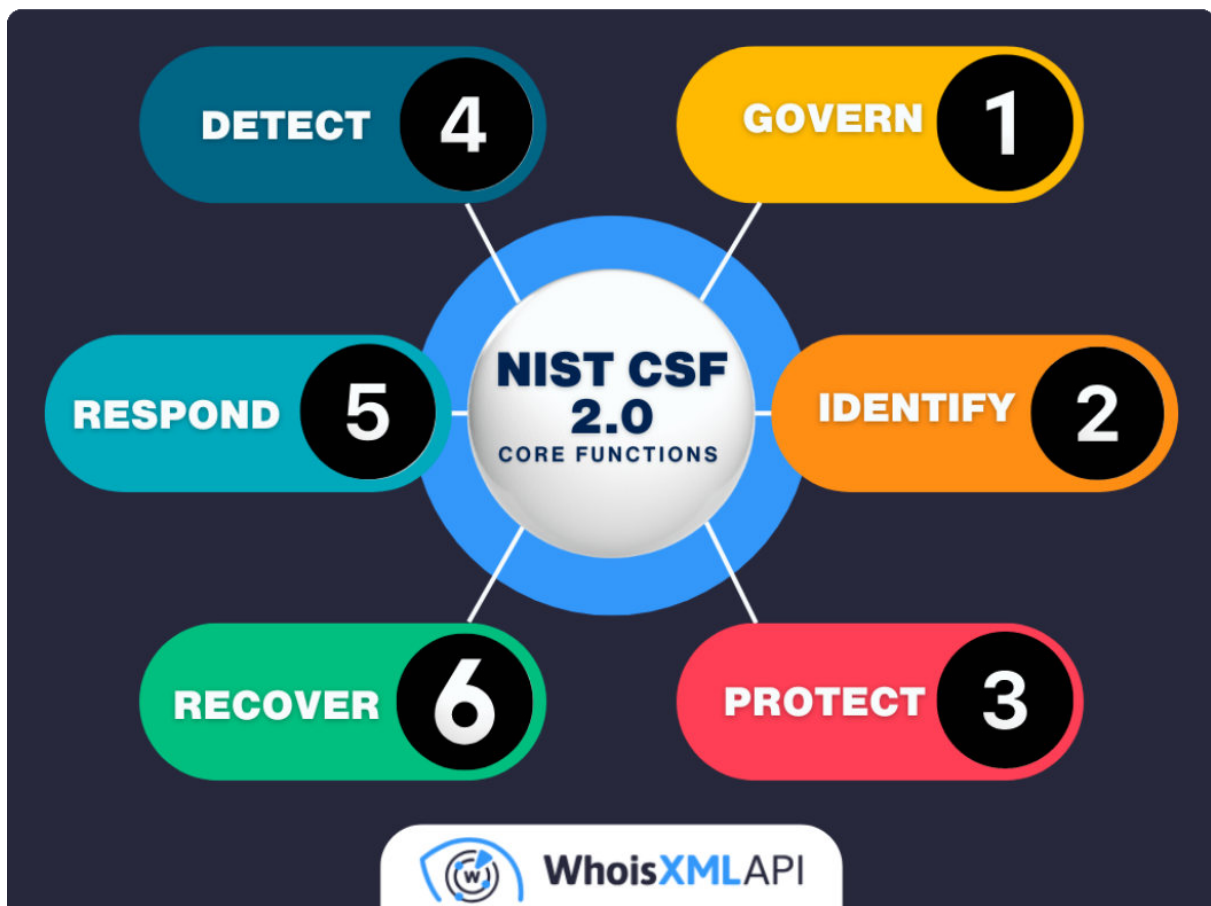 DETECT 4
GOVERN 1
RESPOND 5
NIST CSF
2.0
CORE FUNCTIONS
IDENTIFY 2
RECOVER 6
PROTECT 3
W
WhoisXMLAPI